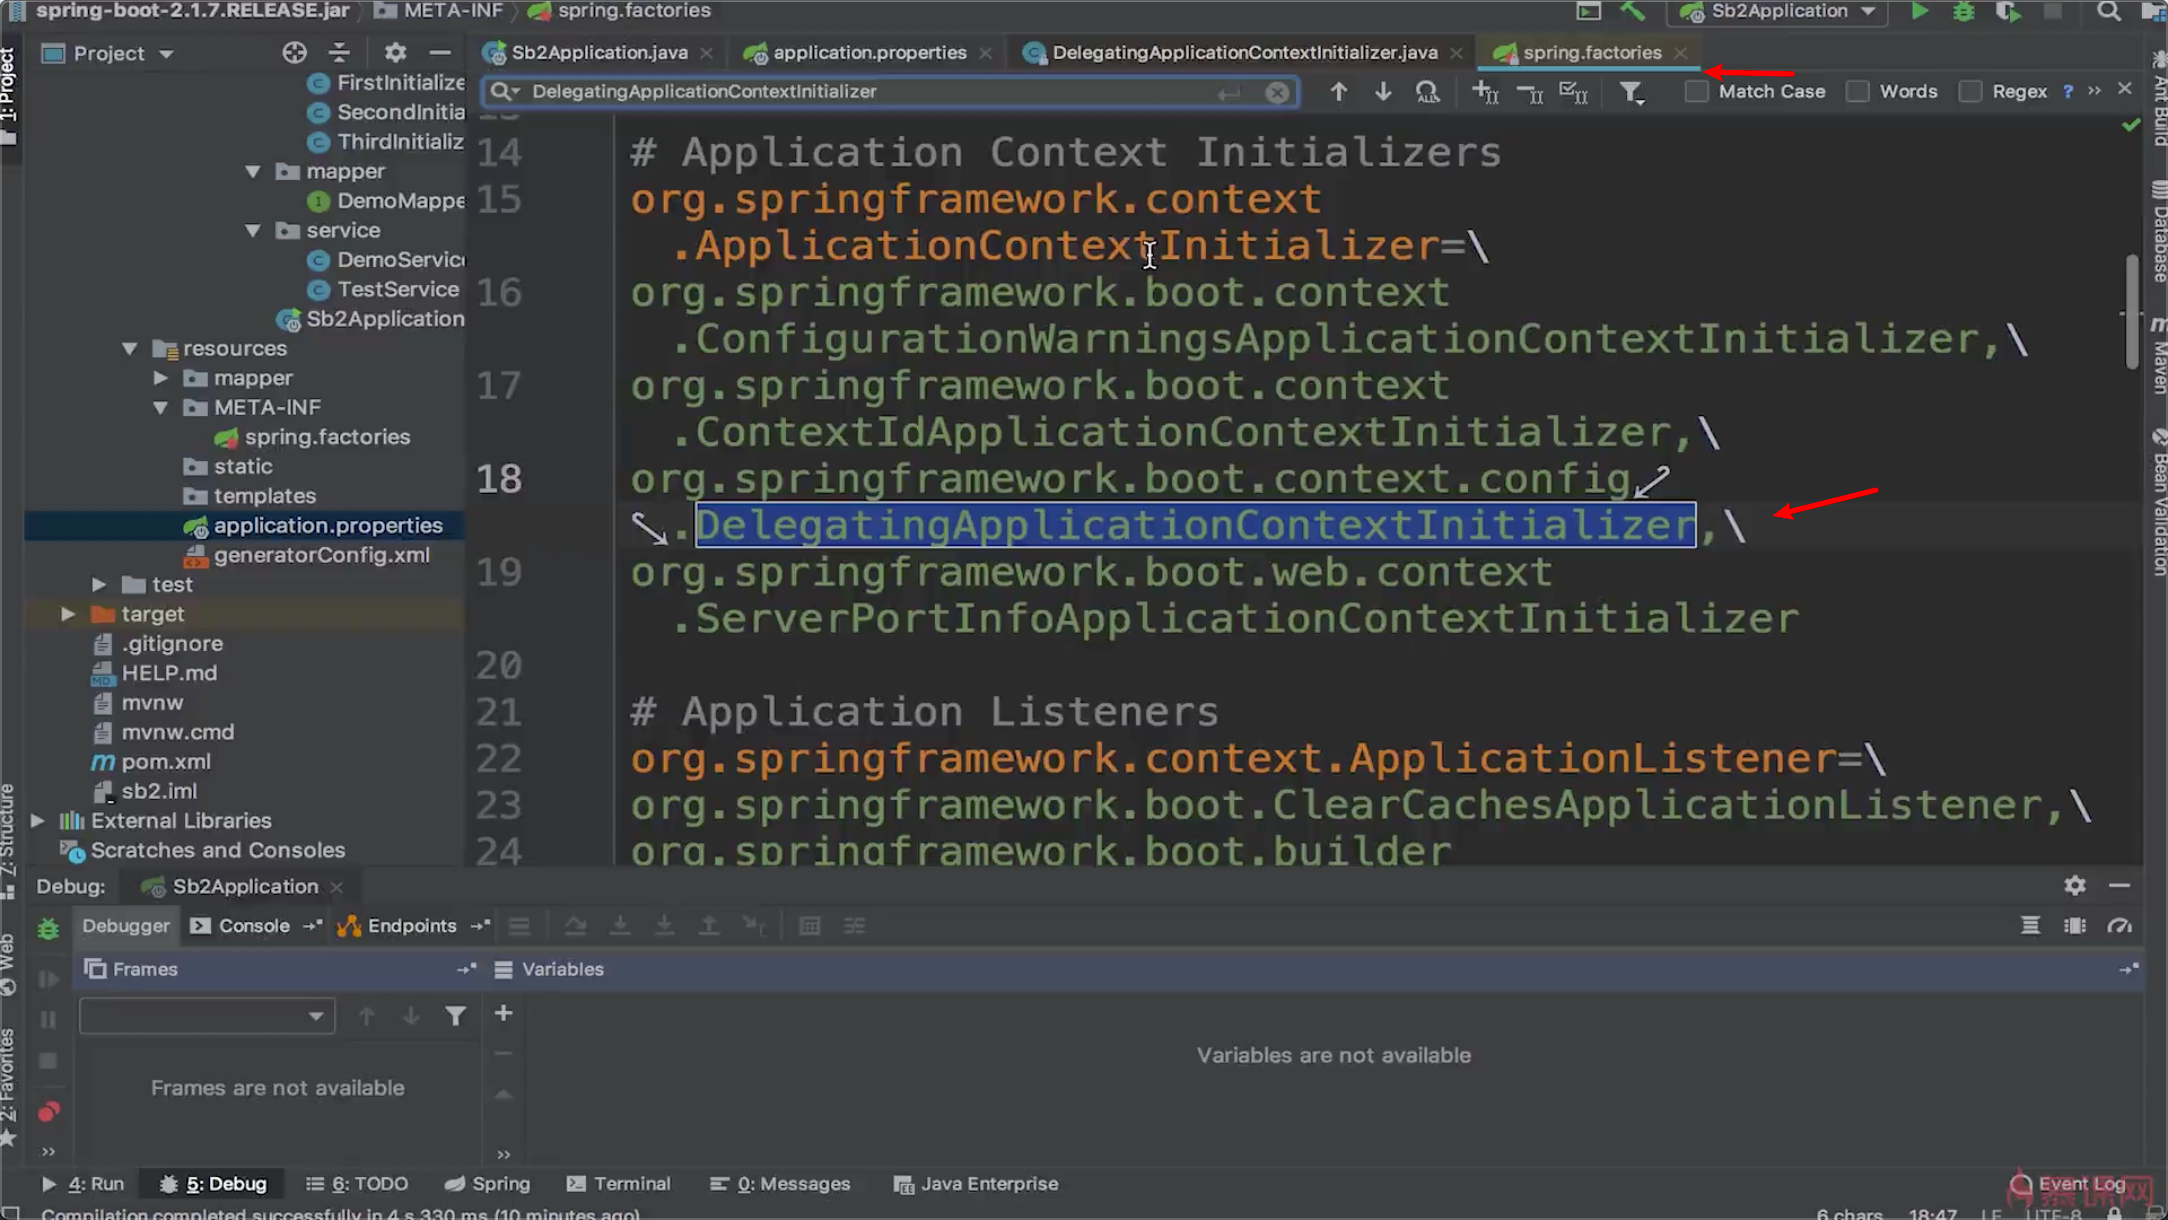 spring-boot-2.1.7.RELEASE.jar META-INF spring.factories
Sb2Application
1: Project
Project
Sb2Application.java
application.properties
DelegatingApplicationContextInitializer.java
spring.factories
DelegatingApplicationContextInitializer
ALL
Match Case
Words
Regex
?
FirstInitialize
SecondInitia
ThirdInitializ
mapper
DemoMappe
service
DemoServic
TestService
Sb2Application
resources
mapper
META-INF
spring.factories
static
templates
application.properties
generatorConfig.xml
test
target
.gitignore
HELP.md
mvnw
mvnw.cmd
pom.xml
sb2.iml
External Libraries
Scratches and Consoles
14 # Application Context Initializers
15 org.springframework.context
.ApplicationContextInitializer=\
16 org.springframework.boot.context
.ConfigurationWarningsApplicationContextInitializer,\
17 org.springframework.boot.context
.ContextIdApplicationContextInitializer,\
18 org.springframework.boot.context.config
.DelegatingApplicationContextInitializer,\
19 org.springframework.boot.web.context
.ServerPortInfoApplicationContextInitializer
20
21 # Application Listeners
22 org.springframework.context.ApplicationListener=\
23 org.springframework.boot.ClearCachesApplicationListener,\
24 org.springframework.boot.builder
Ant Build
Database
Maven
Bean Validation
Z: Structure
Web
2: Favorites
Debug:
Sb2Application
Debugger
Console
Endpoints
Frames
Variables
Frames are not available
Variables are not available
4: Run
5: Debug
6: TODO
Spring
Terminal
0: Messages
Java Enterprise
Event Log
慕课网
Compilation completed successfully in 4 s 330 ms (10 minutes ago)
6 chars
18:47
LF
UTF-8